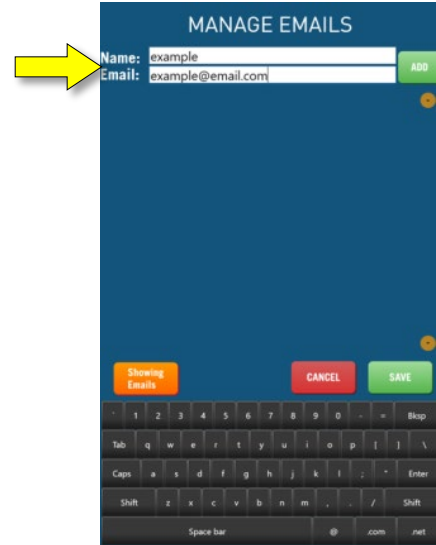 MANAGE EMAILS
Name: example
Email: example@email.com
ADD
Showing
Emails
CANCEL
SAVE
` 1 2 3 4 5 6 7 8 9 0 - = Bksp
Tab q w e r t y u i o p [ ] \
Caps a s d f g h j k l ; ' Enter
Shift z x c v b n m , . / Shift
Space bar @ .com .net